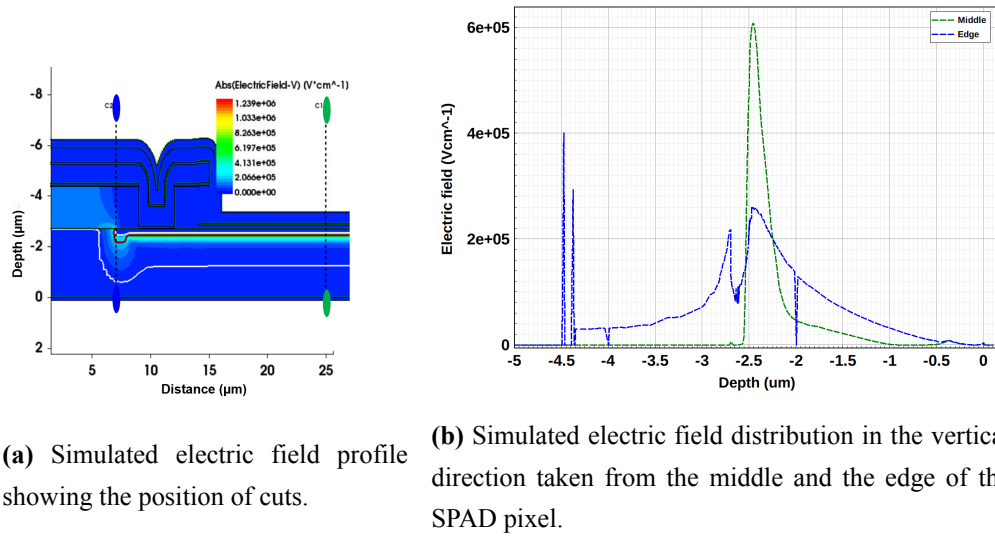 Abs(ElectricField-V) (V*cm^-1)
1.239e+06
1.033e+06
8.263e+05
6.197e+05
4.131e+05
2.066e+05
0.000e+00
C2
C1
-8
-6
-4
-2
0
2
Depth (µm)
5 10 15 20 25
Distance (µm)
Middle
Edge
6e+05
4e+05
2e+05
0
Electric field (Vcm^-1)
-5 -4.5 -4 -3.5 -3 -2.5 -2 -1.5 -1 -0.5 0
Depth (um)
(a) Simulated electric field profile
showing the position of cuts.
(b) Simulated electric field distribution in the vertica
direction taken from the middle and the edge of th
SPAD pixel.